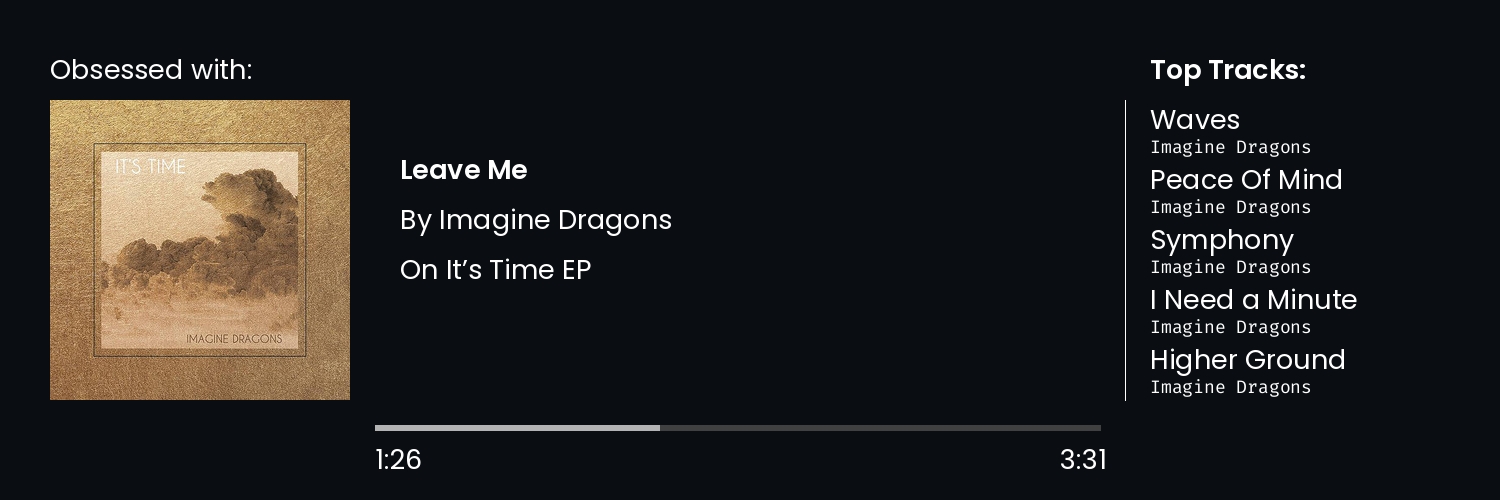 Obsessed with:
IT'S TIME
IMAGINE DRAGONS
Leave Me
By Imagine Dragons
On It’s Time EP
1:26
3:31
Top Tracks:
Waves
Imagine Dragons
Peace Of Mind
Imagine Dragons
Symphony
Imagine Dragons
I Need a Minute
Imagine Dragons
Higher Ground
Imagine Dragons